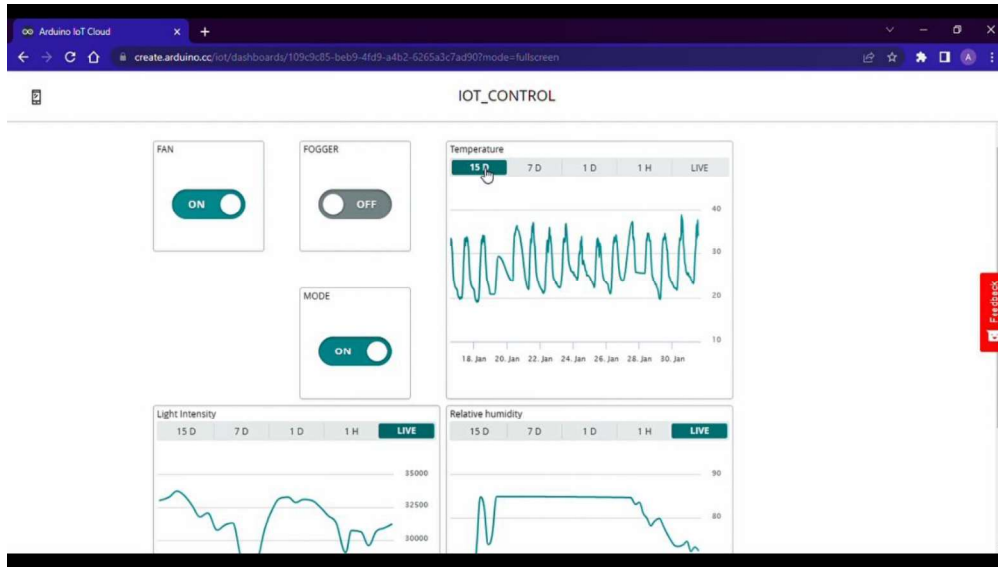 Arduino IoT Cloud
create.arduino.cc/iot/dashboards/109c9c85-beb9-4fd9-a4b2-6265a3c7ad90?mode=fullscreen
A
IOT_CONTROL
FAN
ON
FOGGER
OFF
MODE
ON
Temperature
15 D 7 D 1 D 1 H LIVE
40
30
20
10
18. Jan 20. Jan 22. Jan 24. Jan 26. Jan 28. Jan 30. Jan
Feedback
Light Intensity
15 D 7 D 1 D 1 H LIVE
35000
32500
30000
Relative humidity
15 D 7 D 1 D 1 H LIVE
90
80